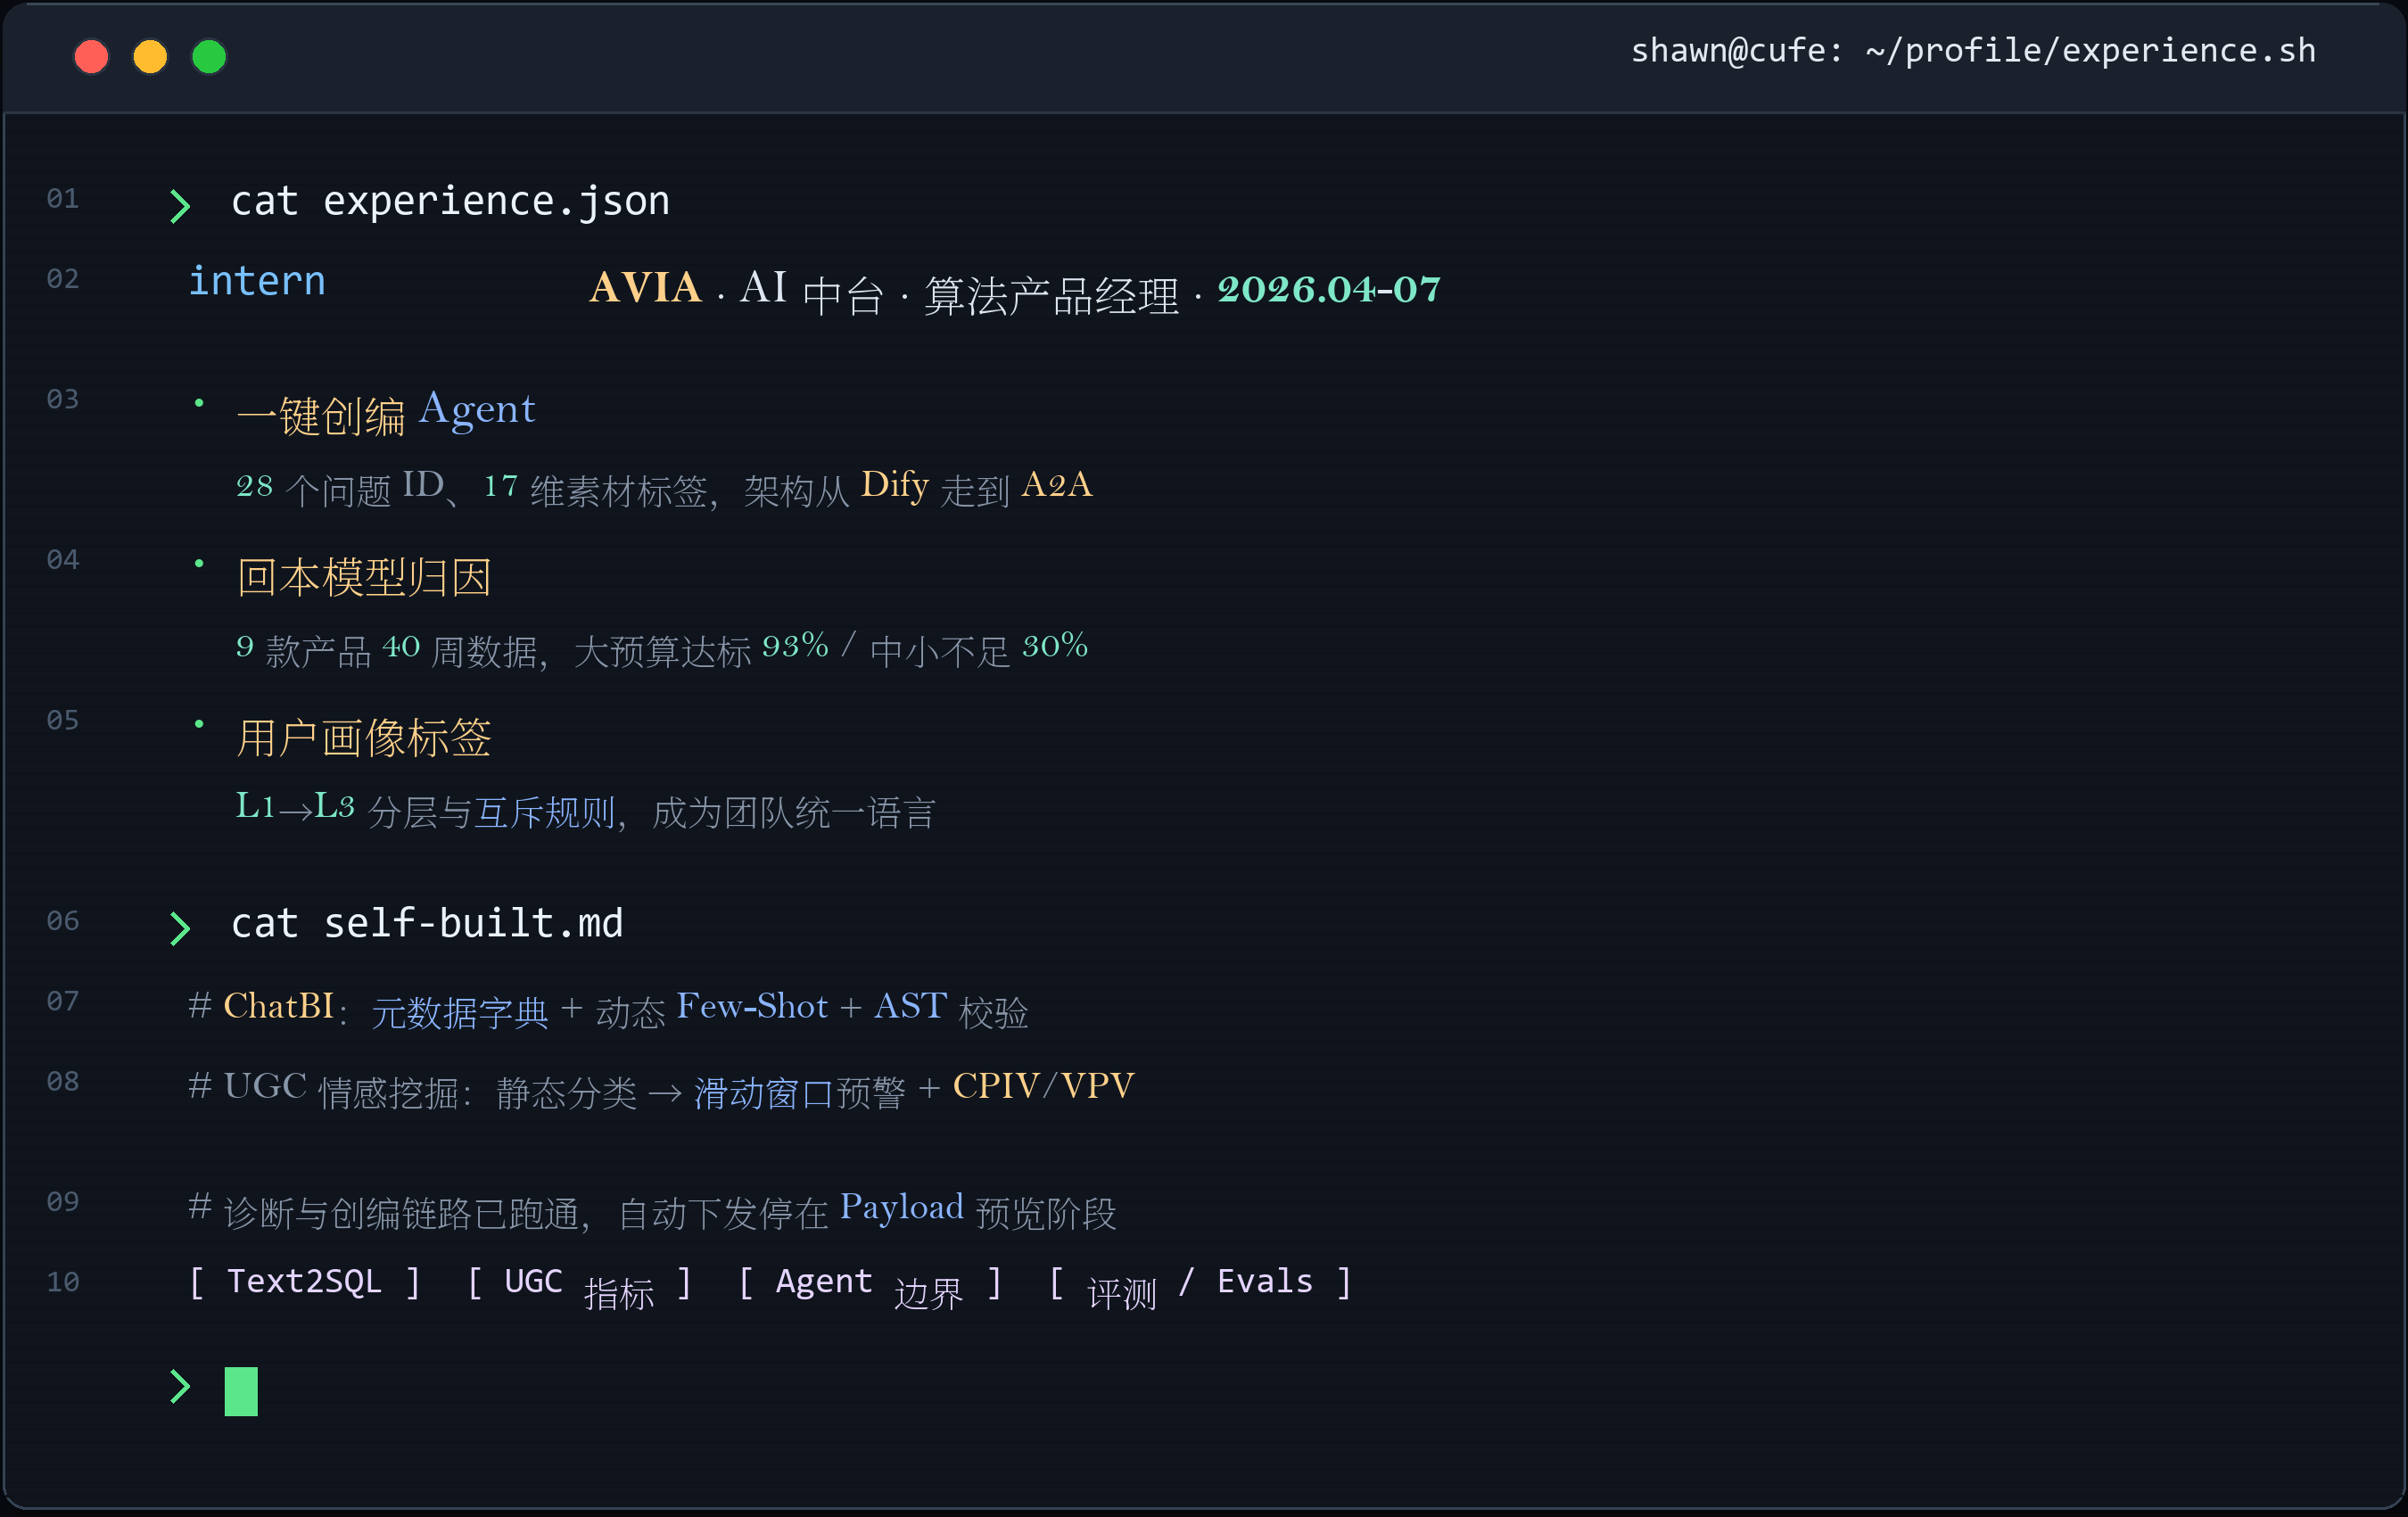 shawn@cufe: ~/profile/experience.sh
01 > cat experience.json
02 intern AVIA · AI 中台 · 算法产品经理 · 2026.04-07
03 · 一键创编 Agent
28 个问题 ID、17 维素材标签，架构从 Dify 走到 A2A
04 · 回本模型归因
9 款产品 40 周数据，大预算达标 93% / 中小不足 30%
05 · 用户画像标签
L1→L3 分层与互斥规则，成为团队统一语言
06 > cat self-built.md
07 # ChatBI：元数据字典 + 动态 Few-Shot + AST 校验
08 # UGC 情感挖掘：静态分类 → 滑动窗口预警 + CPIV/VPV
09 # 诊断与创编链路已跑通，自动下发停在 Payload 预览阶段
10 [ Text2SQL ] [ UGC 指标 ] [ Agent 边界 ] [ 评测 / Evals ]
>